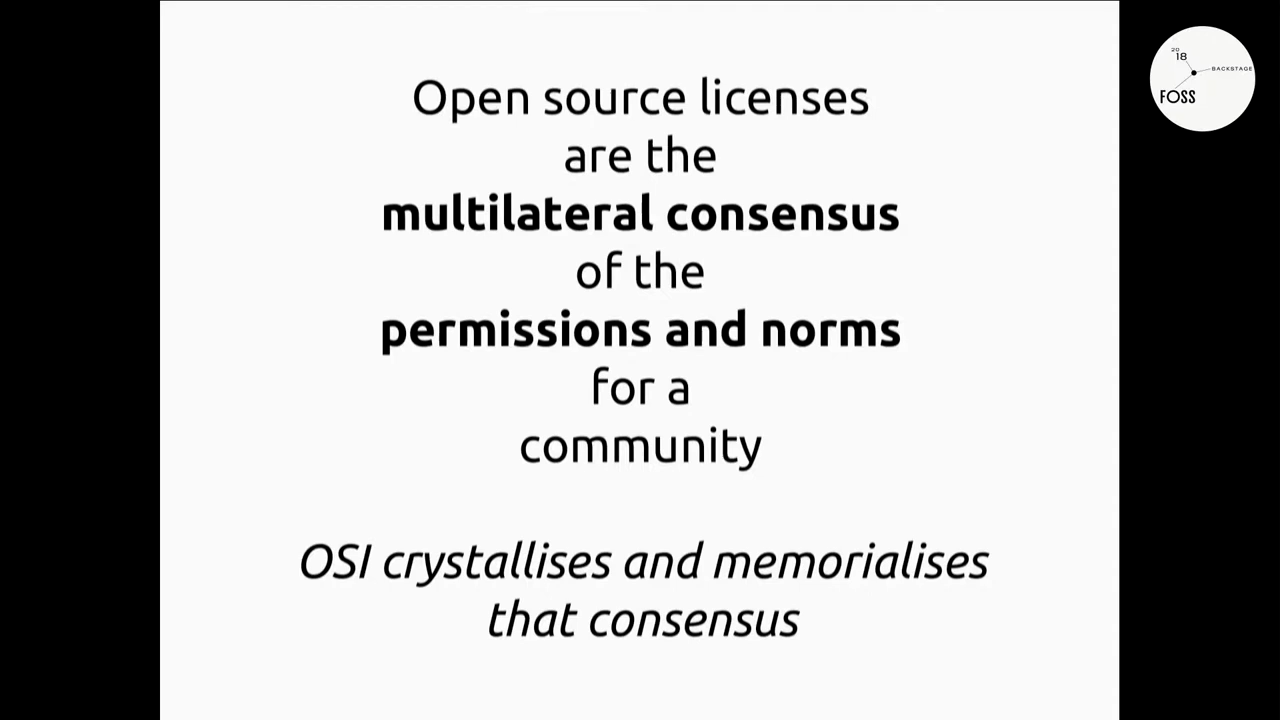 Open source licenses
are the
multilateral consensus
of the
permissions and norms
for a
community
OSI crystallises and memorialises
that consensus
20
18
BACKSTAGE
FOSS